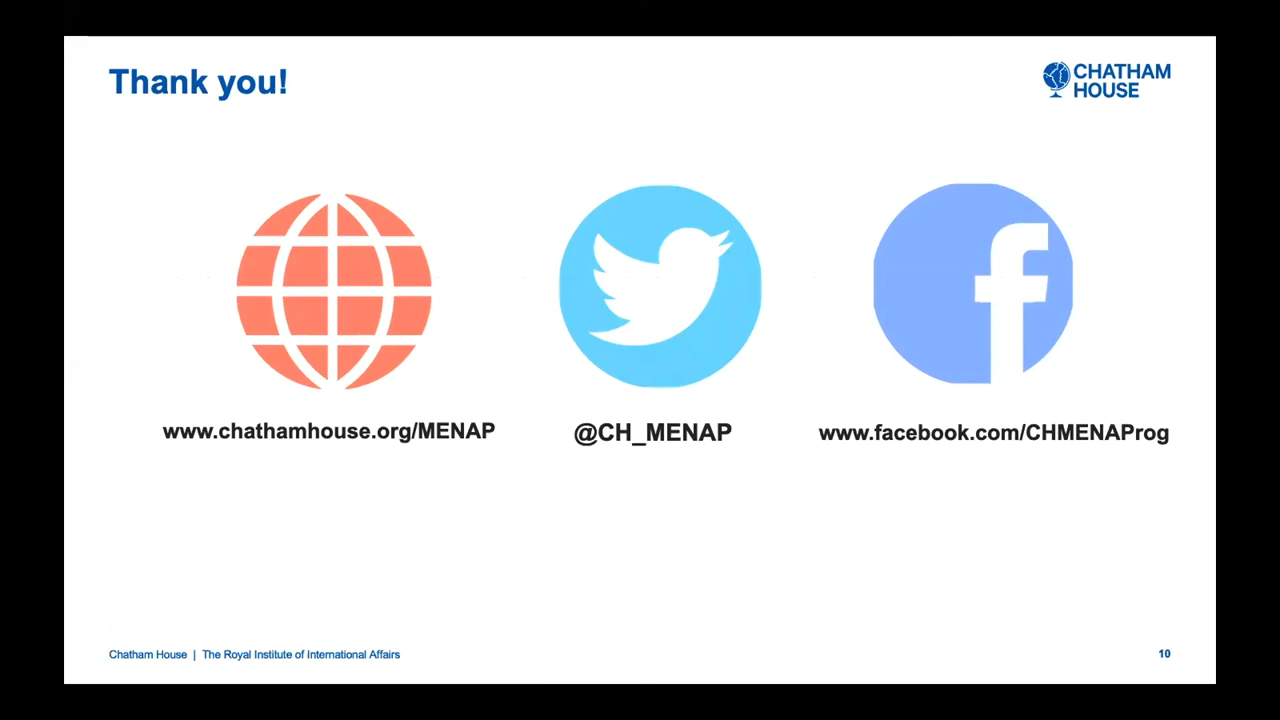 Thank you!
CHATHAM
HOUSE
www.chathamhouse.org/MENAP
@CH_MENAP
www.facebook.com/CHMENAProg
Chatham House | The Royal Institute of International Affairs
10